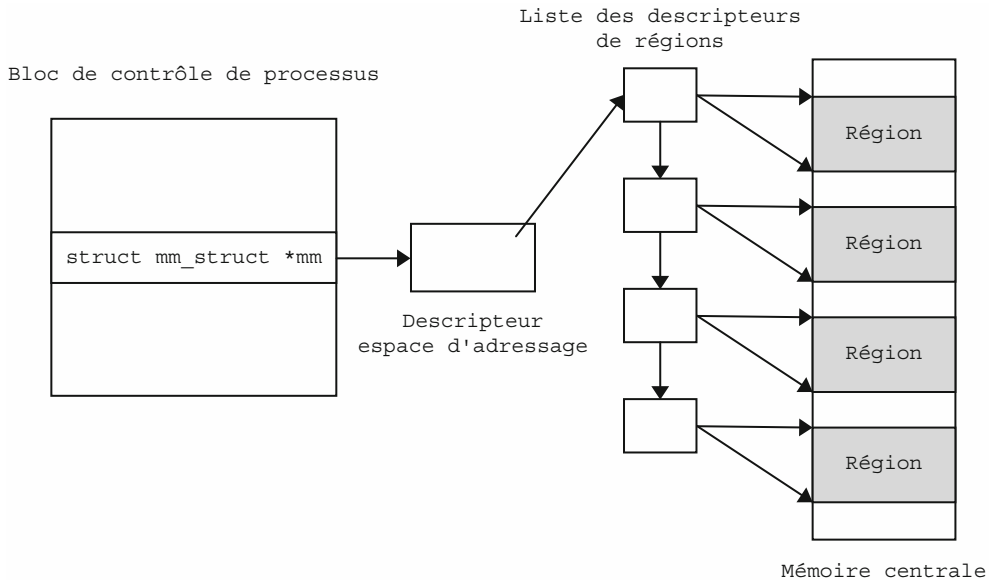 Liste des descripteurs
de régions
Bloc de contrôle de processus
struct mm_struct *mm
Descripteur
espace d'adressage
Région
Région
Région
Région
Mémoire centrale